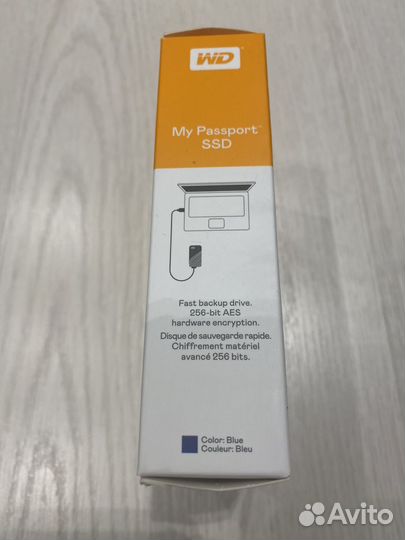 WD
My Passport™
SSD
Fast backup drive.
256-bit AES
hardware encryption.
Disque de sauvegarde rapide.
Chiffrement matériel
avancé 256 bits.
Color: Blue
Couleur: Bleu
Avito